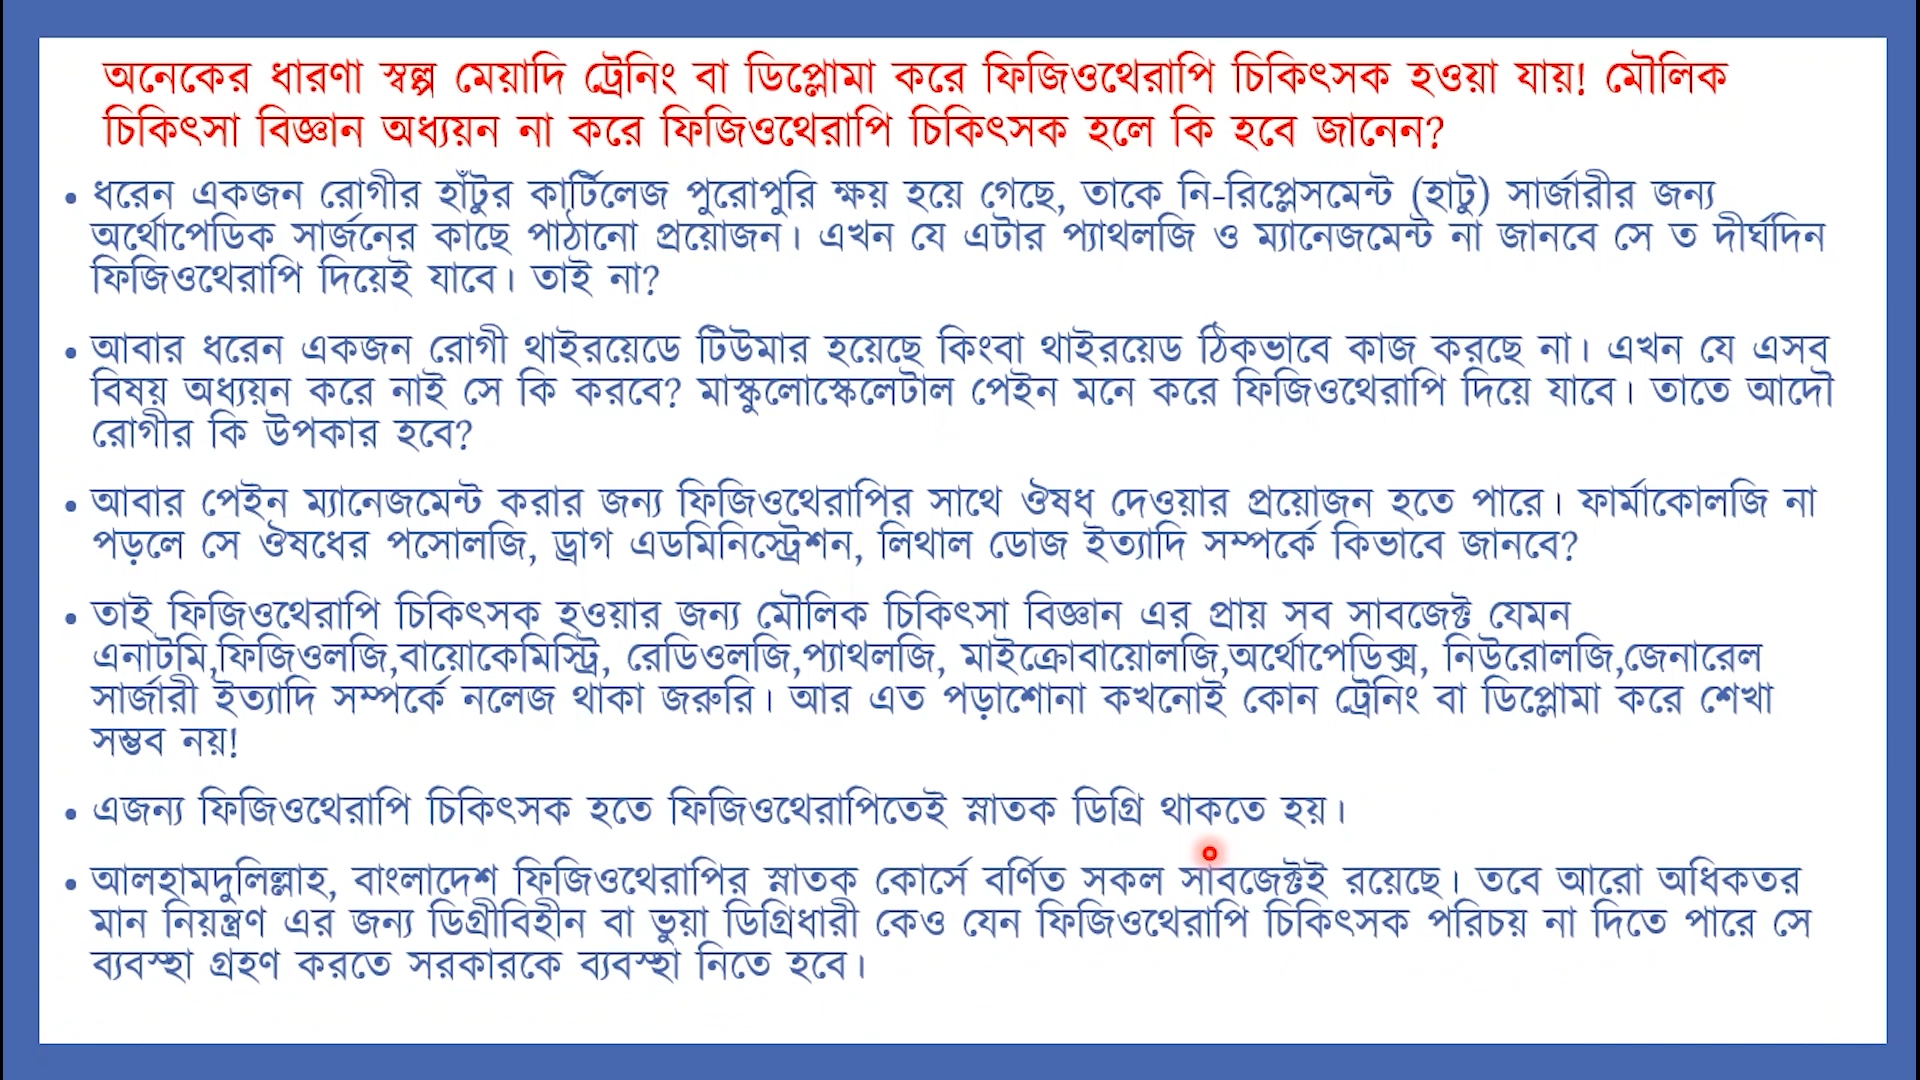 অনেকের ধারণা স্বল্প মেয়াদি ট্রেনিং বা ডিপ্লোমা করে ফিজিওথেরাপি চিকিৎসক হওয়া যায়! মৌলিক
চিকিৎসা বিজ্ঞান অধ্যয়ন না করে ফিজিওথেরাপি চিকিৎসক হলে কি হবে জানেন?
• ধরেন একজন রোগীর হাঁটুর কার্টিলেজ পুরোপুরি ক্ষয় হয়ে গেছে, তাকে নি-রিপ্লেসমেন্ট (হাটু) সার্জারীর জন্য
অর্থোপেডিক সার্জনের কাছে পাঠানো প্রয়োজন। এখন যে এটার প্যাথলজি ও ম্যানেজমেন্ট না জানবে সে ত দীর্ঘদিন
ফিজিওথেরাপি দিয়েই যাবে। তাই না?
• আবার ধরেন একজন রোগী থাইরয়েডে টিউমার হয়েছে কিংবা থাইরয়েড ঠিকভাবে কাজ করছে না। এখন যে এসব
বিষয় অধ্যয়ন করে নাই সে কি করবে? মাস্কুলোস্কেলেটাল পেইন মনে করে ফিজিওথেরাপি দিয়ে যাবে। তাতে আদৌ
রোগীর কি উপকার হবে?
• আবার পেইন ম্যানেজমেন্ট করার জন্য ফিজিওথেরাপির সাথে ঔষধ দেওয়ার প্রয়োজন হতে পারে। ফার্মাকোলজি না
পড়লে সে ঔষধের পসোলজি, ড্রাগ এডমিনিস্ট্রেশন, লিথাল ডোজ ইত্যাদি সম্পর্কে কিভাবে জানবে?
• তাই ফিজিওথেরাপি চিকিৎসক হওয়ার জন্য মৌলিক চিকিৎসা বিজ্ঞান এর প্রায় সব সাবজেক্ট যেমন
এনাটমি,ফিজিওলজি,বায়োকেমিস্ট্রি, রেডিওলজি,প্যাথলজি, মাইক্রোবায়োলজি,অর্থোপেডিক্স, নিউরোলজি,জেনারেল
সার্জারী ইত্যাদি সম্পর্কে নলেজ থাকা জরুরি। আর এত পড়াশোনা কখনোই কোন ট্রেনিং বা ডিপ্লোমা করে শেখা
সম্ভব নয়!
• এজন্য ফিজিওথেরাপি চিকিৎসক হতে ফিজিওথেরাপিতেই স্নাতক ডিগ্রি থাকতে হয়।
• আলহামদুলিল্লাহ, বাংলাদেশ ফিজিওথেরাপির স্নাতক কোর্সে বর্ণিত সকল সাবজেক্টই রয়েছে। তবে আরো অধিকতর
মান নিয়ন্ত্রণ এর জন্য ডিগ্রীবিহীন বা ভুয়া ডিগ্রিধারী কেও যেন ফিজিওথেরাপি চিকিৎসক পরিচয় না দিতে পারে সে
ব্যবস্হা গ্রহণ করতে সরকারকে ব্যবস্হা নিতে হবে।